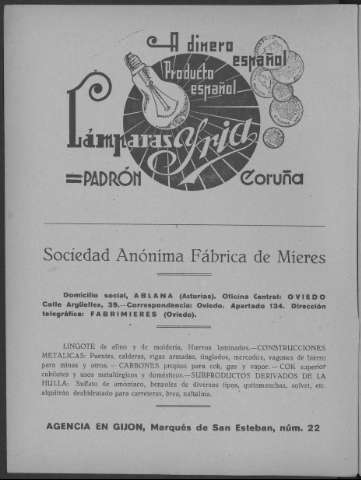 A dinero español
Producto español
Lámparas Iria
=PADRÓN Coruña
Sociedad Anónima Fábrica de Mieres
Domicilio social, ABLANA (Asturias). Oficina Central: OVIEDO
Calle Argüelles, 39.-Correspondencia: Oviedo. Apartado 134. Dirección
telegráfica: FABRIMIERES (Oviedo).
LINGOTE de afino y de moldería. Hierros laminados.—CONSTRUCCIONES
METALICAS: Puentes, calderas, vigas armadas, tinglados, mercados, vagones de hierro
para minas y otros.—CARBONES propios para cok, gas y vapor.—COK superior
cubilotes y usos metalúrgicos y domésticos.—SUBPRODUCTOS DERIVADOS DE LA
HULLA: Sulfato de amoníaco, benzoles de diversos tipos, quitamanchas, solvet, etc.
alquitrán deshidratado para carreteras, brea, naftalina.
AGENCIA EN GIJON, Marqués de San Esteban, núm. 22